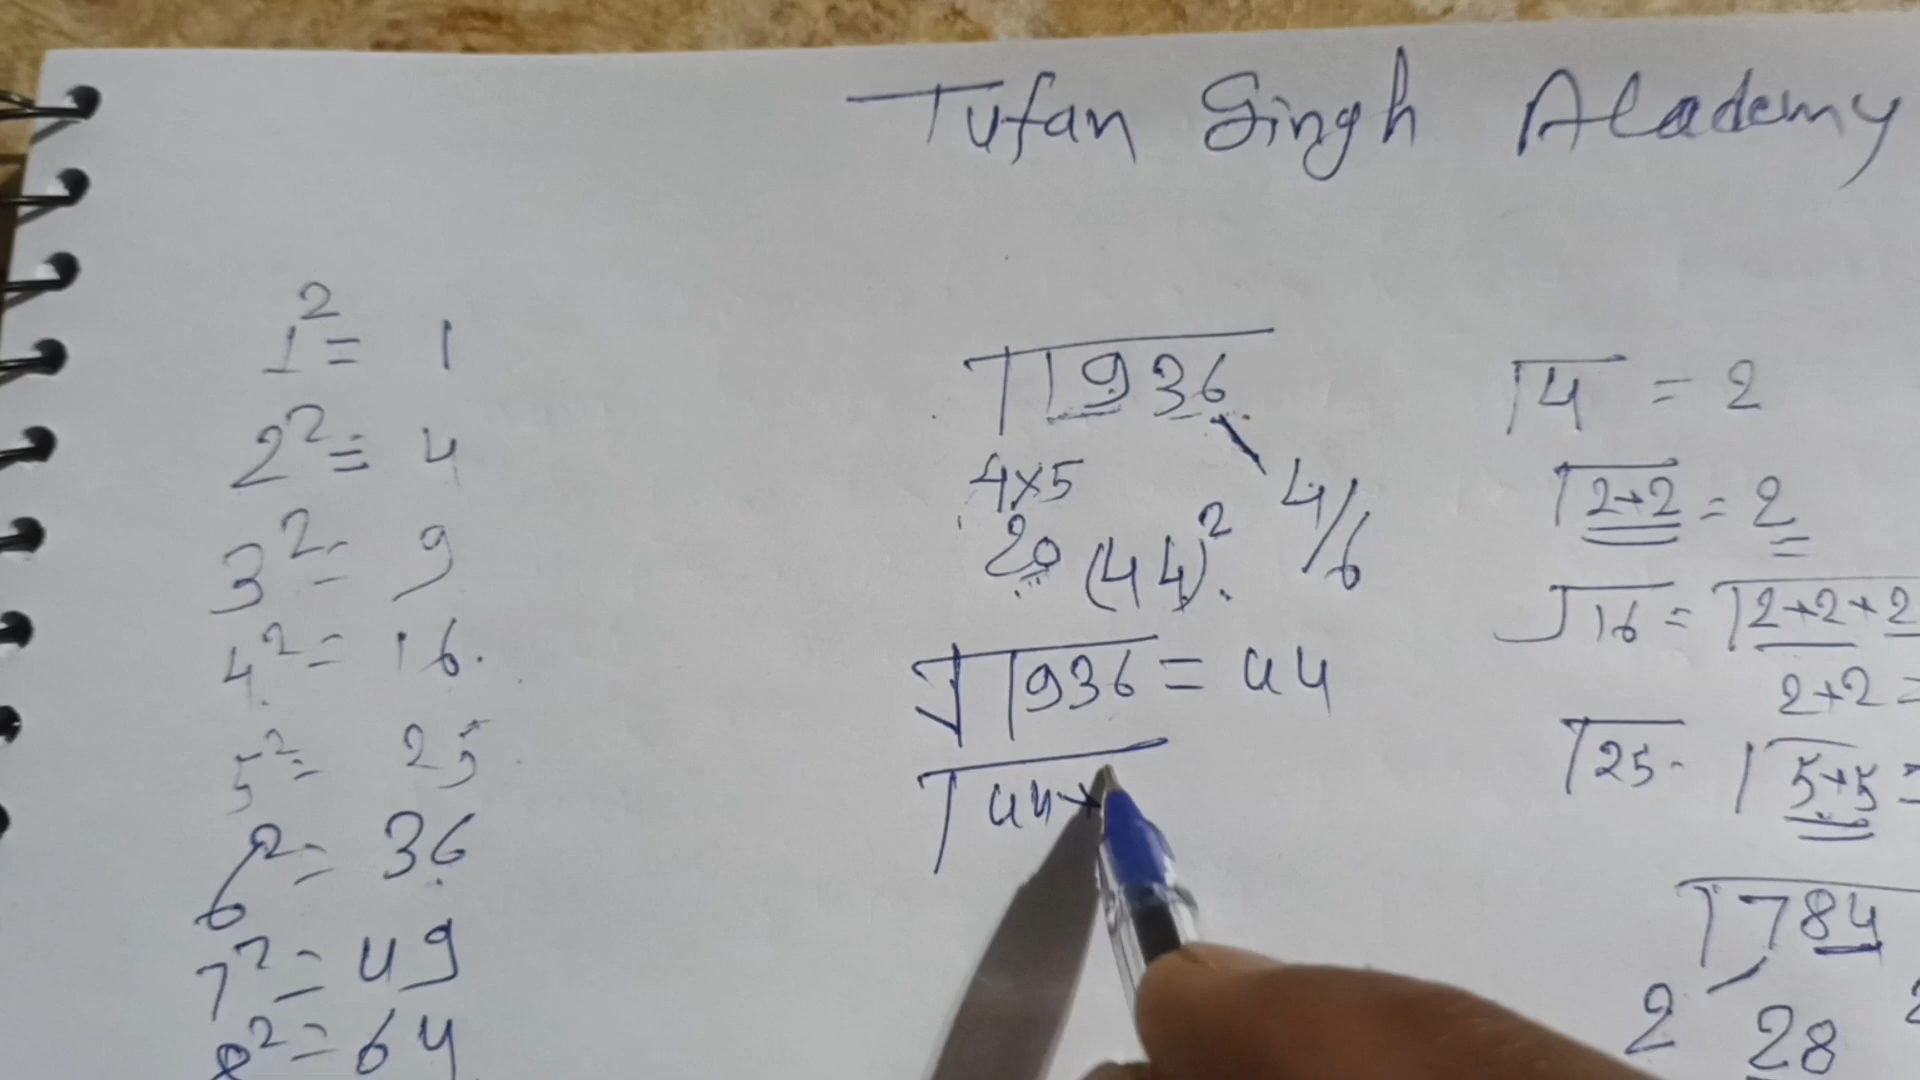 Tufan Singh Academy
1² = 1
2² = 4
3² = 9
4² = 16.
5² = 25
6² = 36
7² = 49
8² = 64
√1936
4×5
20 (44)². 4/6
√1936 = 44
√44×
√4 = 2
√2×2 = 2
√16 = √2×2×2
2×2 =
√25 - √5×5 =
√784
2 28